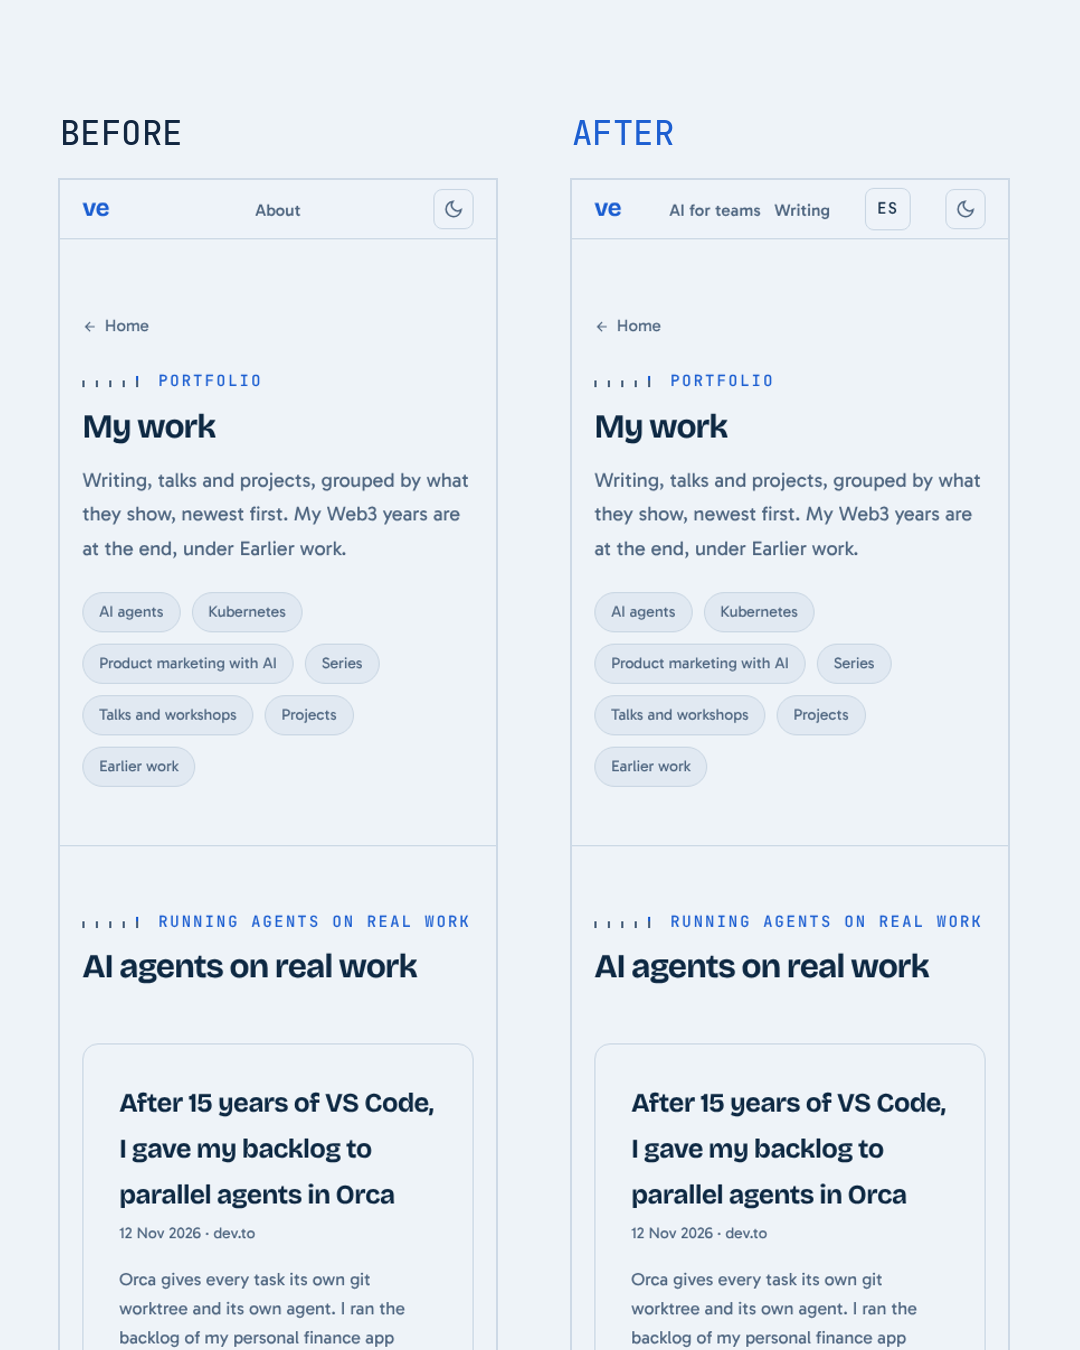 BEFORE
ve About
← Home
PORTFOLIO
My work
Writing, talks and projects, grouped by what
they show, newest first. My Web3 years are
at the end, under Earlier work.
AI agents Kubernetes
Product marketing with AI Series
Talks and workshops Projects
Earlier work
RUNNING AGENTS ON REAL WORK
AI agents on real work
After 15 years of VS Code,
I gave my backlog to
parallel agents in Orca
12 Nov 2026 · dev.to
Orca gives every task its own git
worktree and its own agent. I ran the
backlog of my personal finance app
AFTER
ve AI for teams Writing ES
← Home
PORTFOLIO
My work
Writing, talks and projects, grouped by what
they show, newest first. My Web3 years are
at the end, under Earlier work.
AI agents Kubernetes
Product marketing with AI Series
Talks and workshops Projects
Earlier work
RUNNING AGENTS ON REAL WORK
AI agents on real work
After 15 years of VS Code,
I gave my backlog to
parallel agents in Orca
12 Nov 2026 · dev.to
Orca gives every task its own git
worktree and its own agent. I ran the
backlog of my personal finance app